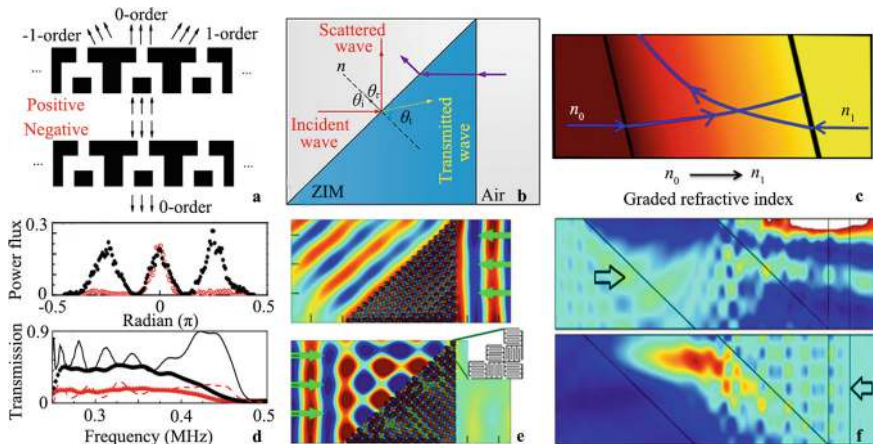 0-order
-1-order
1-order
...
...
Positive
Negative
...
...
0-order
a
Scattered
wave
n
θr
θi
θt
Incident
wave
Transmitted
wave
ZIM
Air
b
n0
n1
n0 → n1
Graded refractive index
c
0.3
Power flux
0
-0.5
0
0.5
Radian (π)
0.9
Transmission
0
0.3
0.4
0.5
Frequency (MHz)
d
e
f